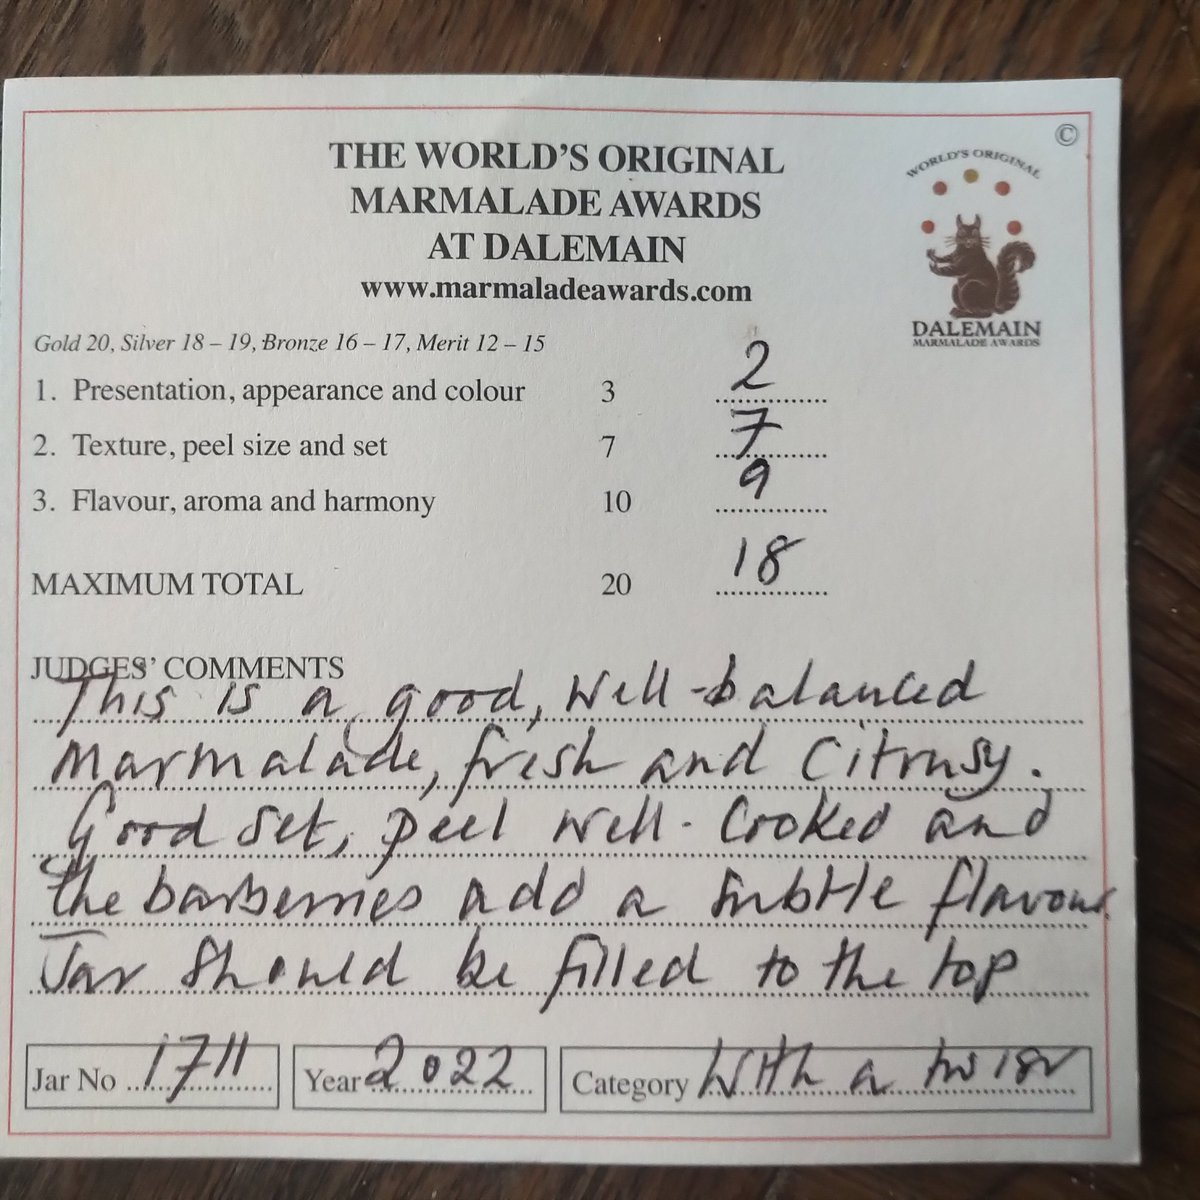 THE WORLD'S ORIGINAL
MARMALADE AWARDS
AT DALEMAIN
www.marmaladeawards.com
©
WORLD'S ORIGINAL
DALEMAIN
MARMALADE AWARDS
Gold 20, Silver 18 – 19, Bronze 16 – 17, Merit 12 – 15
1. Presentation, appearance and colour 3 2
2. Texture, peel size and set 7 7
3. Flavour, aroma and harmony 10 9
MAXIMUM TOTAL 20 18
JUDGES' COMMENTS
This is a good, well-balanced
Marmalade, fresh and citrusy.
Good set, peel well-cooked and
the barberries add a subtle flavour
Jar should be filled to the top
Jar No 1711
Year 2022
Category With a twist